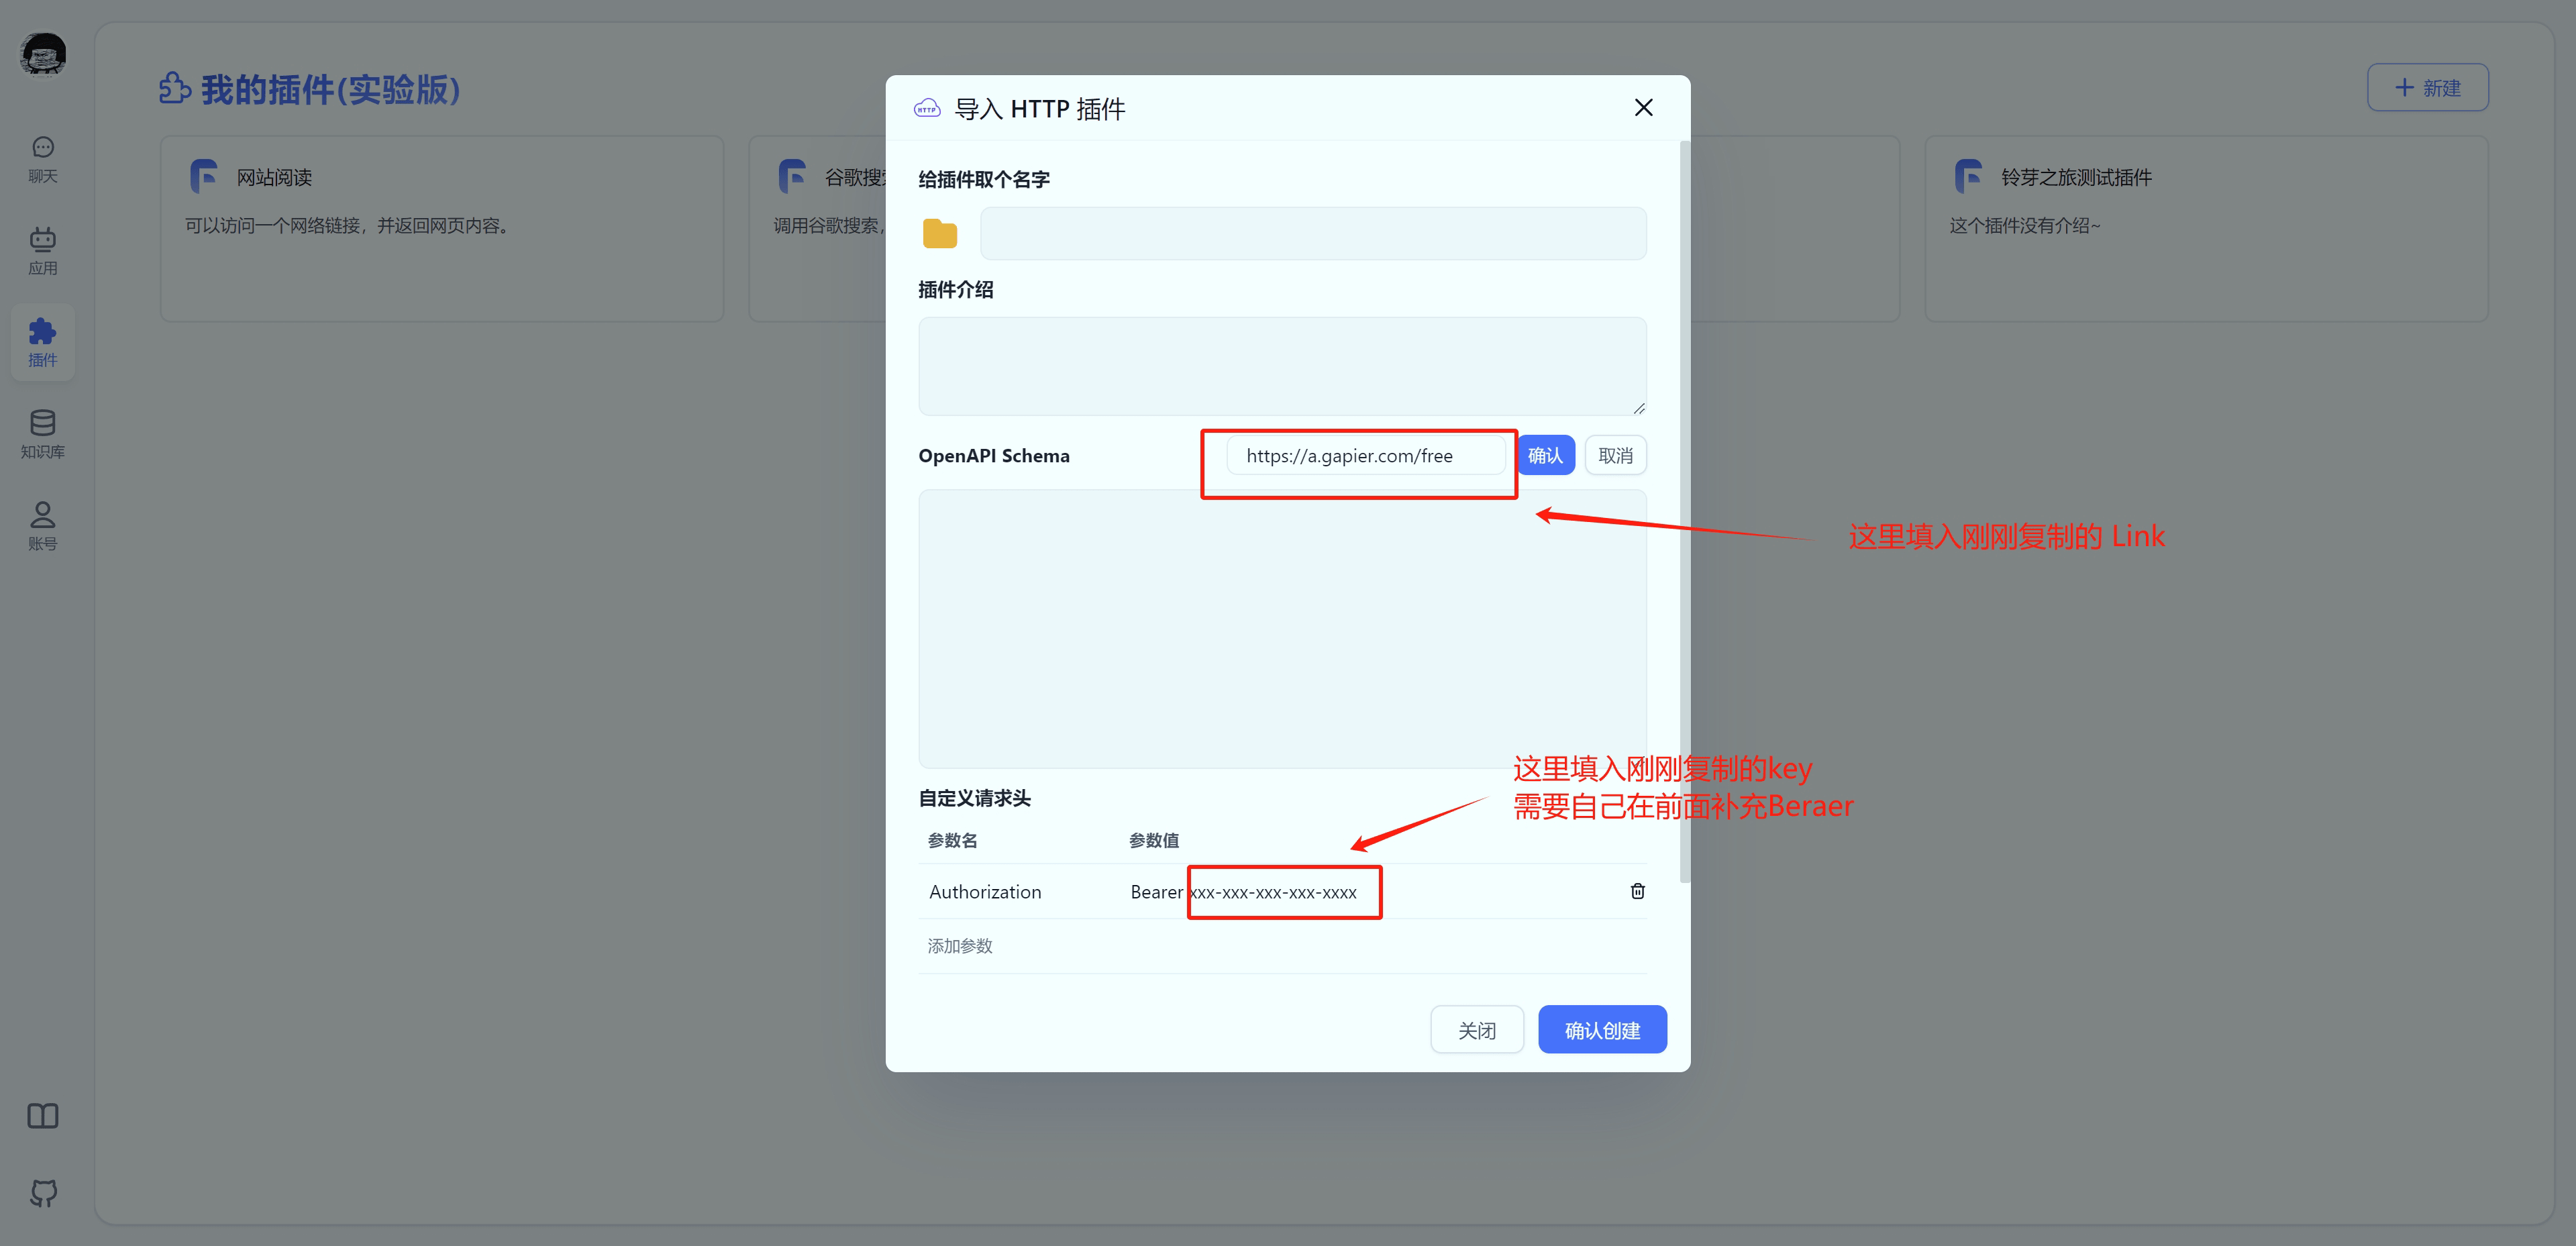 我的插件(实验版)
新建
聊天
应用
插件
知识库
账号
网站阅读
可以访问一个网络链接，并返回网页内容。
谷歌搜
调用谷歌搜索，
铃芽之旅测试插件
这个插件没有介绍~
HTTP
导入 HTTP 插件
给插件取个名字
插件介绍
OpenAPI Schema
https://a.gapier.com/free
确认
取消
这里填入刚刚复制的 Link
这里填入刚刚复制的key
需要自己在前面补充Beraer
自定义请求头
参数名 参数值
Authorization Bearer xxx-xxx-xxx-xxx-xxxx
添加参数
关闭
确认创建